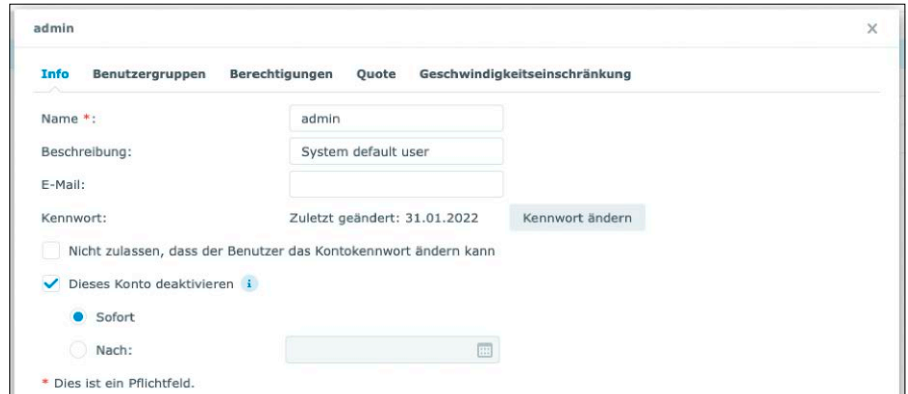 admin
Info Benutzergruppen Berechtigungen Quote Geschwindigkeitseinschränkung
Name *: admin
Beschreibung: System default user
E-Mail:
Kennwort: Zuletzt geändert: 31.01.2022 Kennwort ändern
Nicht zulassen, dass der Benutzer das Kontokennwort ändern kann
Dieses Konto deaktivieren i
Sofort
Nach:
* Dies ist ein Pflichtfeld.